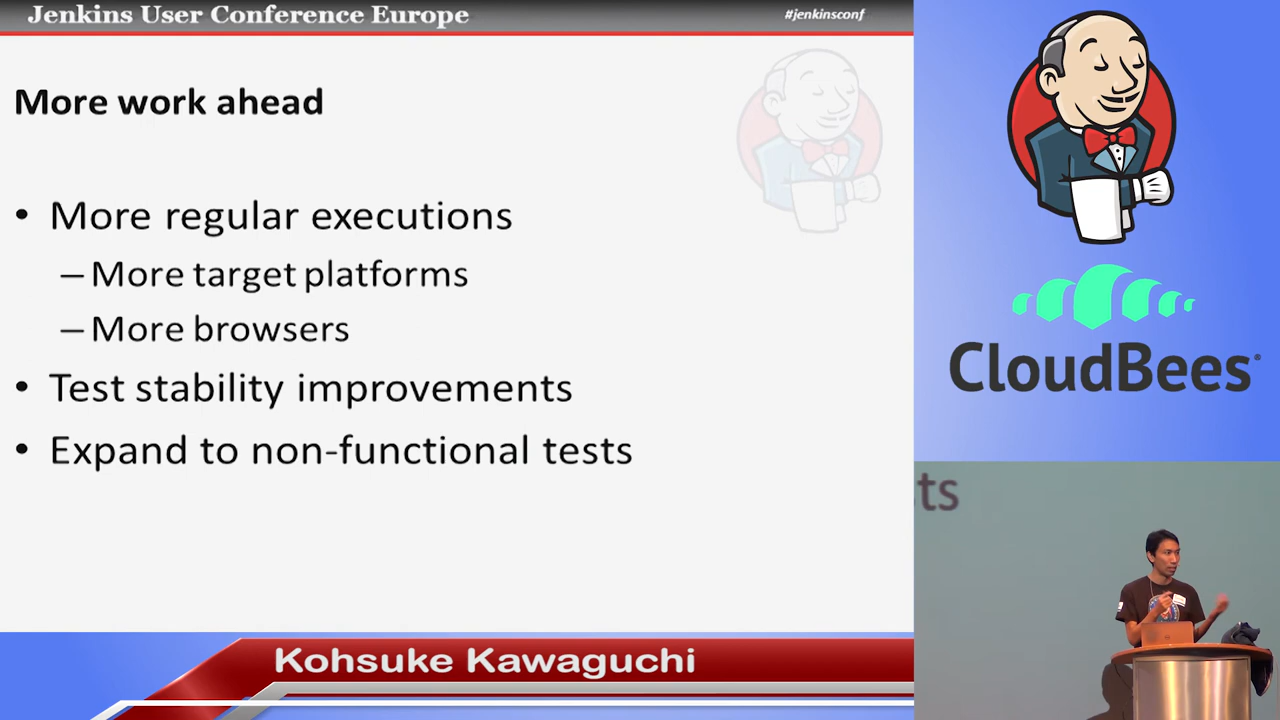 Jenkins User Conference Europe
#jenkinsconf
More work ahead
• More regular executions
– More target platforms
– More browsers
• Test stability improvements
• Expand to non-functional tests
CloudBees®
ts
Kohsuke Kawaguchi